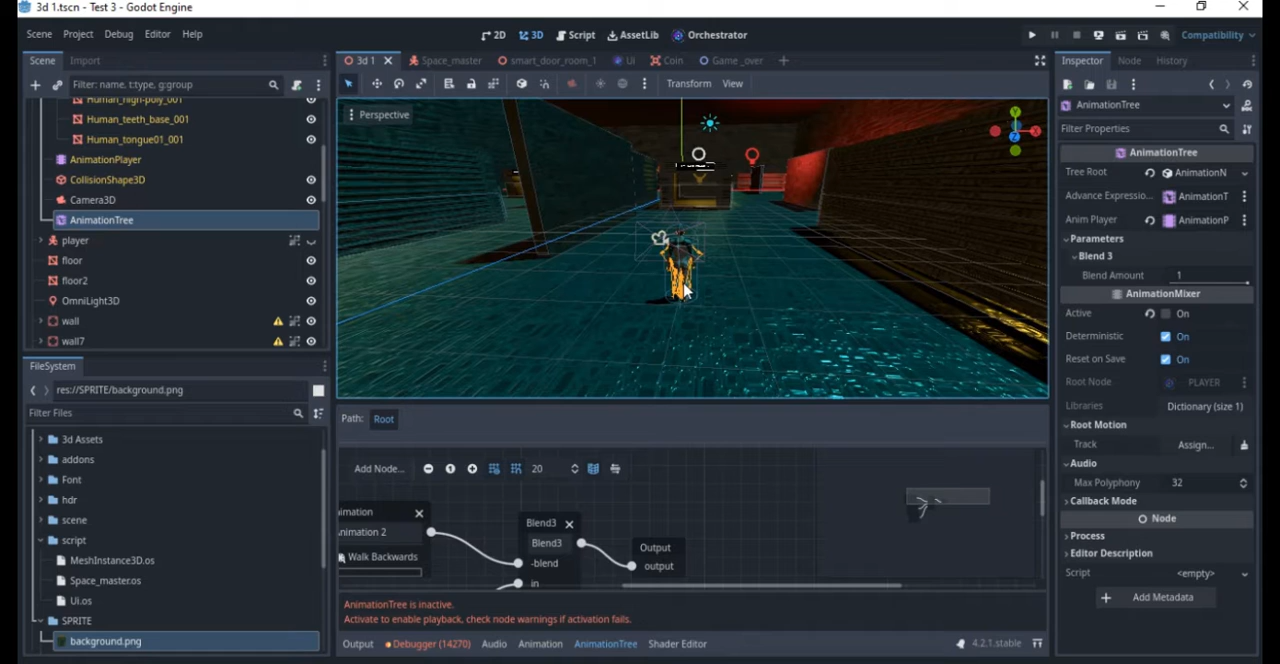 3d 1.tscn - Test 3 - Godot Engine
Scene Project Debug Editor Help
2D 3D Script AssetLib Orchestrator
Compatibility
Scene Import
Filter: name, t:type, g:group
Human_high-poly_001
Human_teeth_base_001
Human_tongue01_001
AnimationPlayer
CollisionShape3D
Camera3D
AnimationTree
player
floor
floor2
OmniLight3D
wall
wall7
FileSystem
res://SPRITE/background.png
Filter Files
3d Assets
addons
Font
hdr
scene
script
MeshInstance3D.os
Space_master.os
Ui.os
SPRITE
background.png
3d 1 Space_master smart_door_room_1 Ui Coin Game_over
Transform View
Perspective
Path: Root
Add Node... 20
nimation
Animation 2
Walk Backwards
Blend3
Blend3
-blend
in
Output
output
AnimationTree is inactive.
Activate to enable playback, check node warnings if activation fails.
Output Debugger (14270) Audio Animation AnimationTree Shader Editor
4.2.1.stable
Inspector Node History
AnimationTree
Filter Properties
AnimationTree
Tree Root AnimationN
Advance Expressio... AnimationT
Anim Player AnimationP
Parameters
Blend 3
Blend Amount 1
AnimationMixer
Active On
Deterministic On
Reset on Save On
Root Node PLAYER
Libraries Dictionary (size 1)
Root Motion
Track Assign...
Audio
Max Polyphony 32
Callback Mode
Node
Process
Editor Description
Script <empty>
Add Metadata